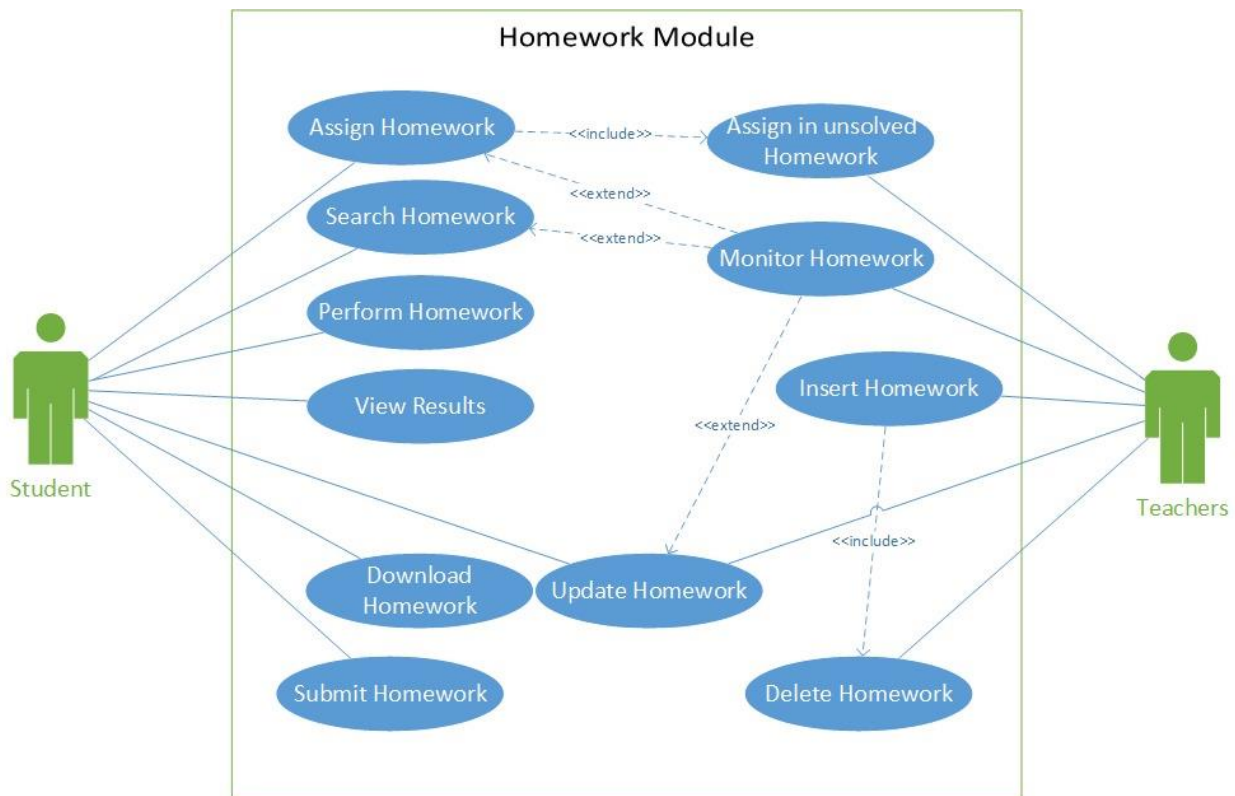 Homework Module
Assign Homework
<<include>>
Assign in unsolved
Homework
<<extend>>
Search Homework
<<extend>>
Monitor Homework
Perform Homework
Insert Homework
View Results
<<extend>>
Student
Teachers
<<include>>
Download
Homework
Update Homework
Submit Homework
Delete Homework